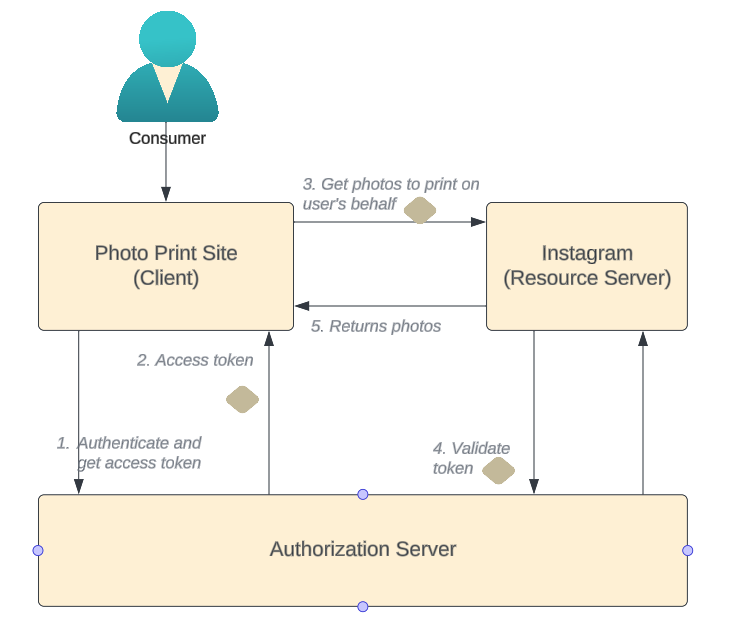 Consumer
3. Get photos to print on
user's behalf
Photo Print Site
(Client)
Instagram
(Resource Server)
5. Returns photos
2. Access token
1. Authenticate and
get access token
4. Validate
token
Authorization Server